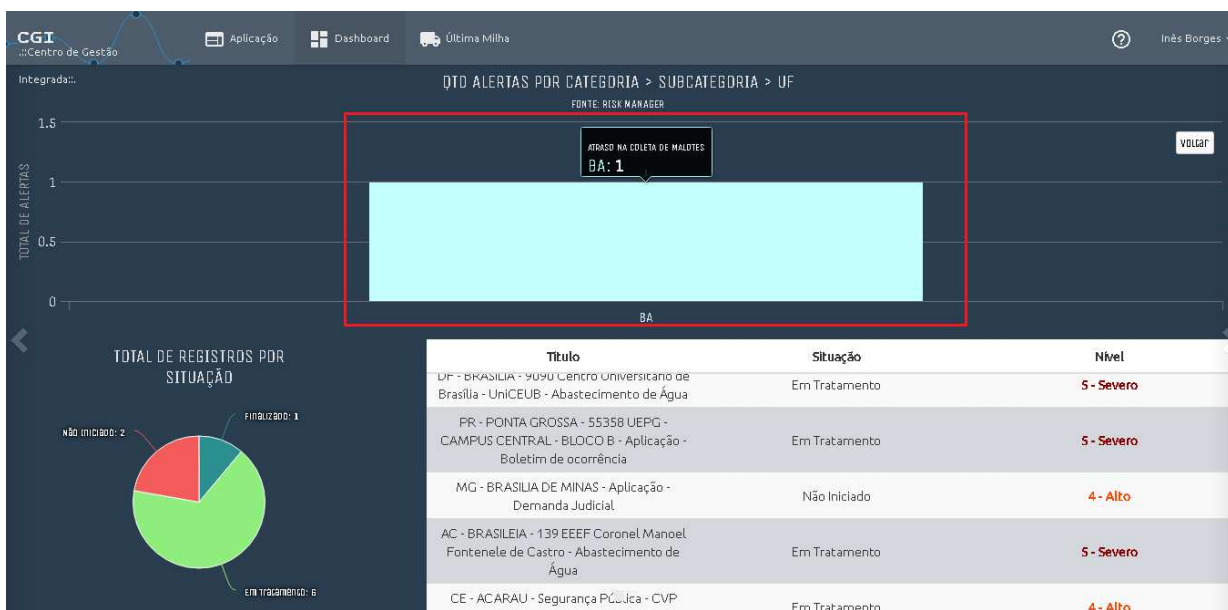 CGI
.::Centro de Gestão
Integrada::.
Aplicação
Dashboard
Última Milha
Inês Borges
QTD ALERTAS POR CATEGORIA > SUBCATEGORIA > UF
FONTE: RISK MANAGER
VOLTAR
TOTAL DE ALERTAS
1.5
1
0.5
0
ATRASO NA COLETA DE MALOTES
BA: 1
BA
TOTAL DE REGISTROS POR
SITUAÇÃO
FINALIZADO: 1
NÃO INICIADO: 2
EM TRATAMENTO: 6
Título Situação Nível
DF - BRASILIA - 9090 Centro Universitário de
Brasília - UniCEUB - Abastecimento de Água
Em Tratamento
5 - Severo
PR - PONTA GROSSA - 55358 UEPG -
CAMPUS CENTRAL - BLOCO B - Aplicação -
Boletim de ocorrência
Em Tratamento
5 - Severo
MG - BRASILIA DE MINAS - Aplicação -
Demanda Judicial
Não Iniciado
4 - Alto
AC - BRASILEIA - 139 EEEF Coronel Manoel
Fontenele de Castro - Abastecimento de
Água
Em Tratamento
5 - Severo
CE - ACARAU - Segurança Pública - CVP
Em Tratamento
4 - Alto